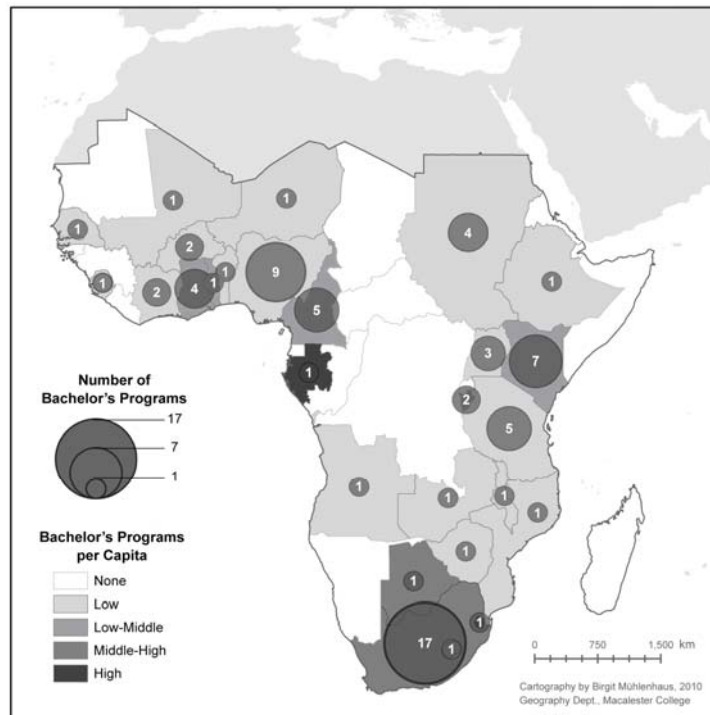 1
1
1
4
2
1
9
1
2
4
1
1
5
3
7
1
2
5
1
1
1
1
1
1
1
17
1
Number of
Bachelor's Programs
17
7
1
Bachelor's Programs
per Capita
None
Low
Low-Middle
Middle-High
High
0 750 1,500 km
Cartography by Birgit Mühlenhaus, 2010
Geography Dept., Macalester College